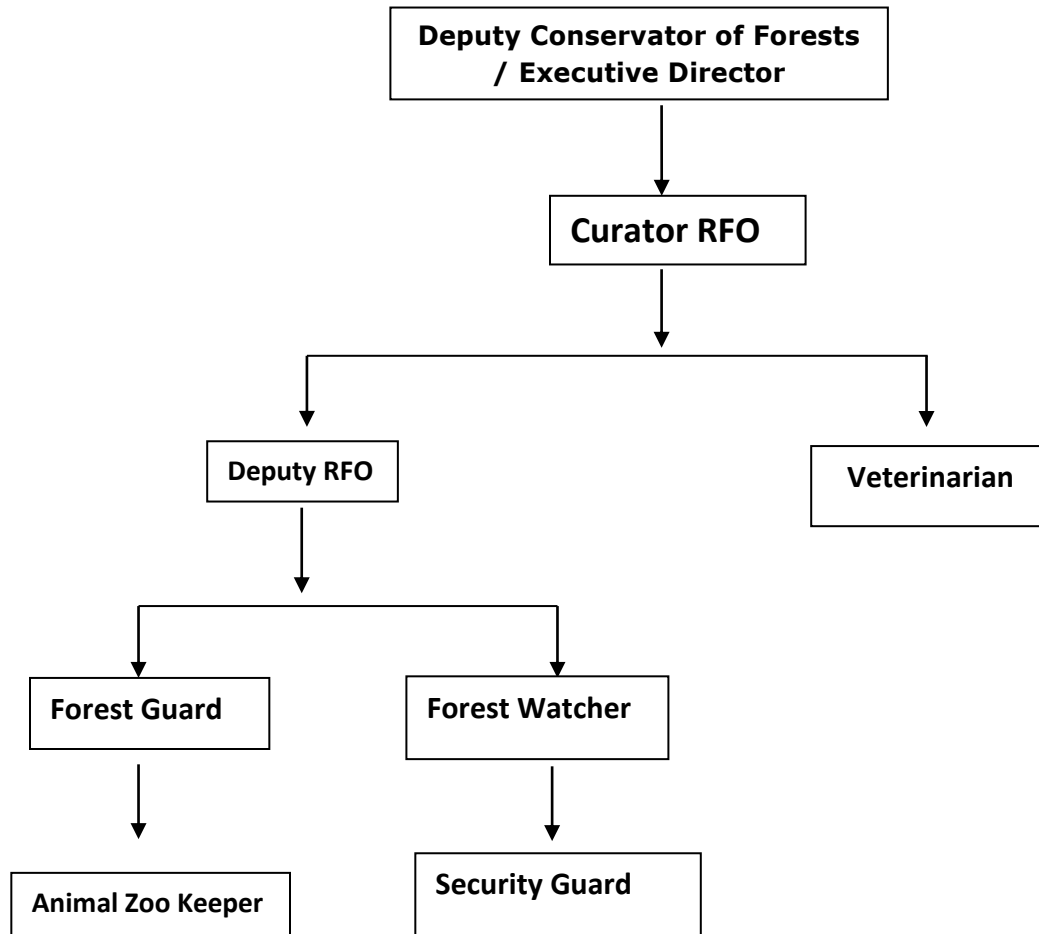 Deputy Conservator of Forests
/ Executive Director
Curator RFO
Deputy RFO
Veterinarian
Forest Guard
Forest Watcher
Animal Zoo Keeper
Security Guard